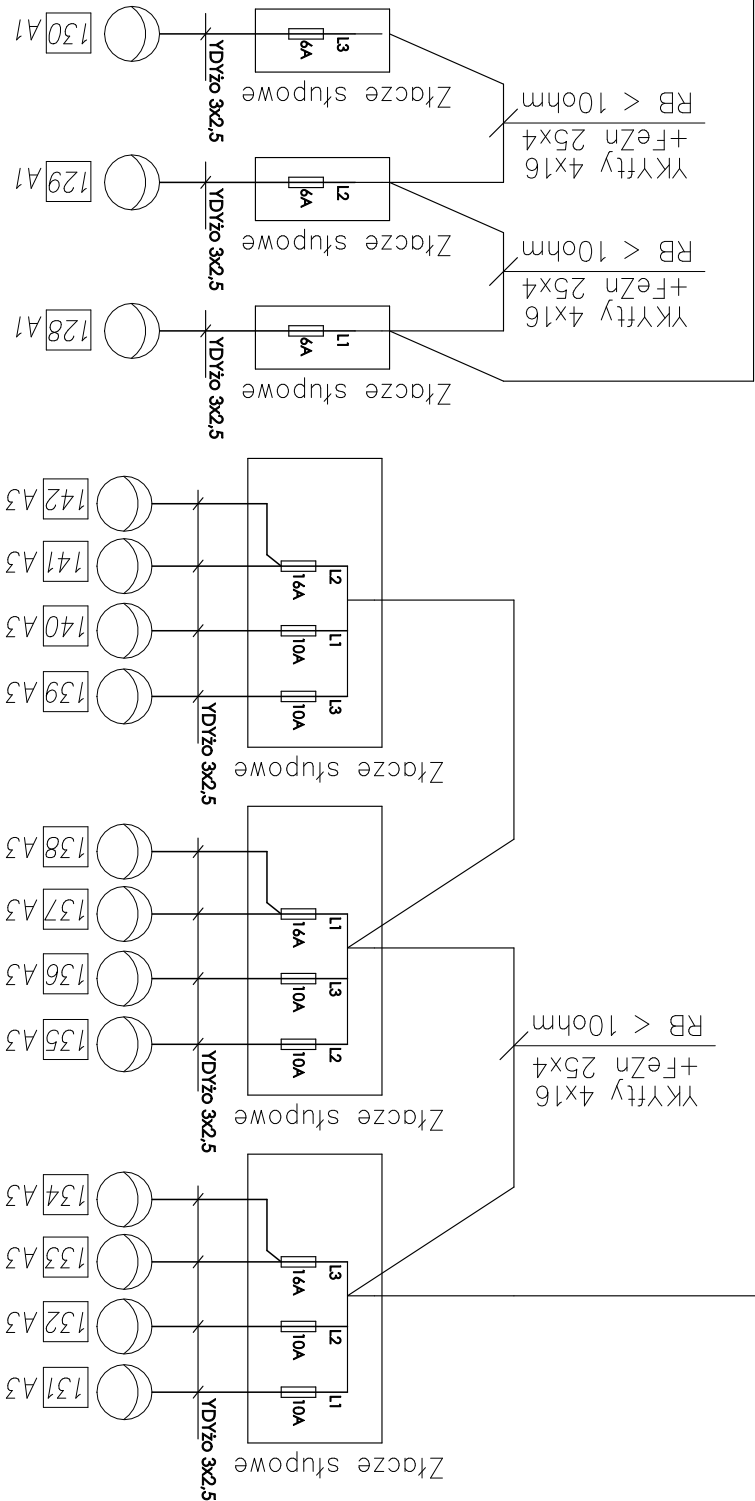 130 A1
YDYżo 3x2,5
6A
L3
Złacze słupowe
YKYfty 4x16
+FeZn 25x4
RB < 10ohm
129 A1
YDYżo 3x2,5
6A
L2
Złacze słupowe
YKYfty 4x16
+FeZn 25x4
RB < 10ohm
128 A1
YDYżo 3x2,5
6A
L1
Złacze słupowe
142 A3
141 A3
16A
L2
140 A3
10A
L1
139 A3
10A
L3
YDYżo 3x2,5
Złacze słupowe
138 A3
137 A3
16A
L1
136 A3
10A
L3
135 A3
10A
L2
YDYżo 3x2,5
Złacze słupowe
YKYfty 4x16
+FeZn 25x4
RB < 10ohm
134 A3
133 A3
16A
L3
132 A3
10A
L2
131 A3
10A
L1
YDYżo 3x2,5
Złacze słupowe